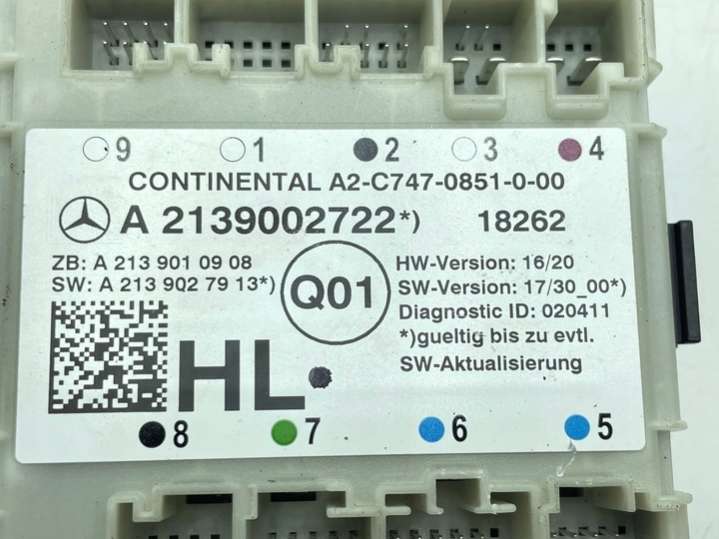 9 1 2 3 4
CONTINENTAL A2-C747-0851-0-00
A 2139002722*) 18262
ZB: A 213 901 09 08
SW: A 213 902 79 13*)
Q01
HW-Version: 16/20
SW-Version: 17/30_00*)
Diagnostic ID: 020411
*)gueltig bis zu evtl.
SW-Aktualisierung
HL
8 7 6 5